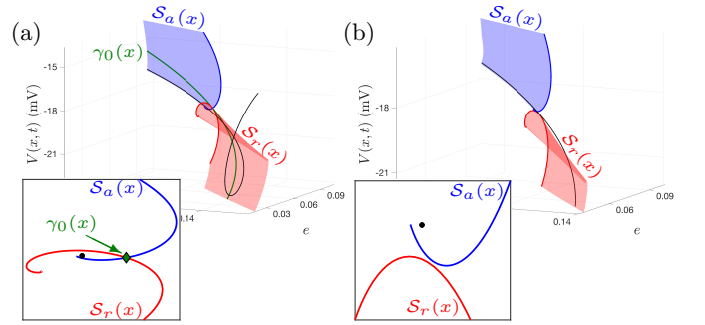 (a)
S_a(x)
γ_0(x)
-15
-18
-21
V(x, t) (mV)
S_r(x)
0.14
0.03
0.06
0.09
e
S_a(x)
γ_0(x)
S_r(x)
(b)
S_a(x)
-18
-21
V(x, t) (mV)
S_r(x)
0.14
0.06
0.09
e
S_a(x)
S_r(x)